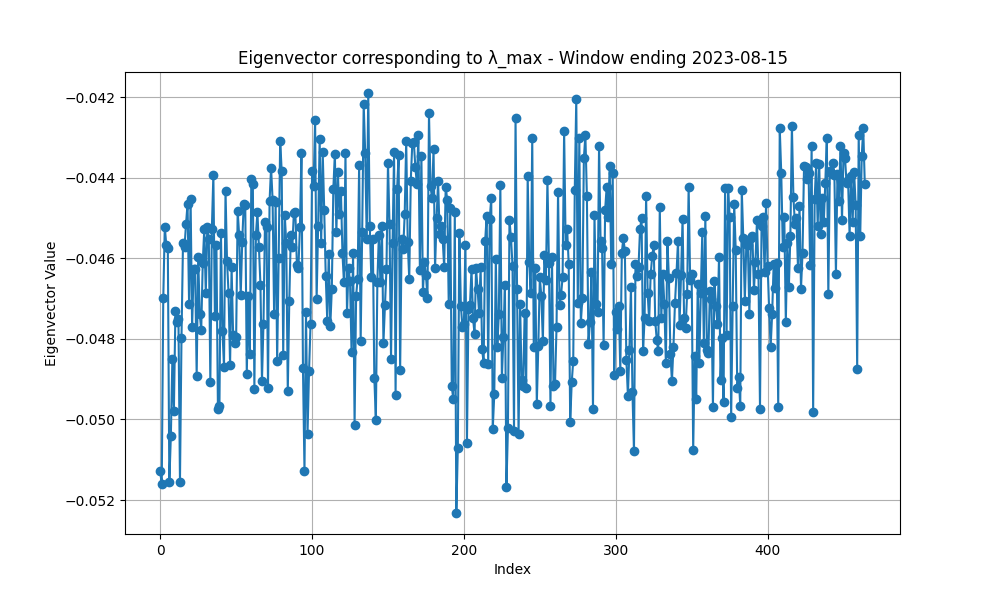 Eigenvector corresponding to λ_max - Window ending 2023-08-15
−0.042
−0.044
−0.046
−0.048
−0.050
−0.052
Eigenvector Value
0 100 200 300 400
Index